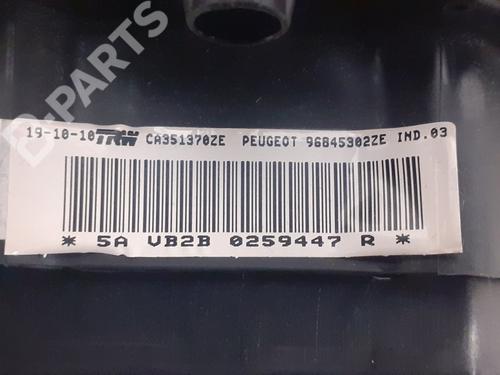 B-PARTS
19-10-10 TRW CA351370ZE PEUGEOT 96845302ZE IND.03
* 5A VB2B 0259447 R *